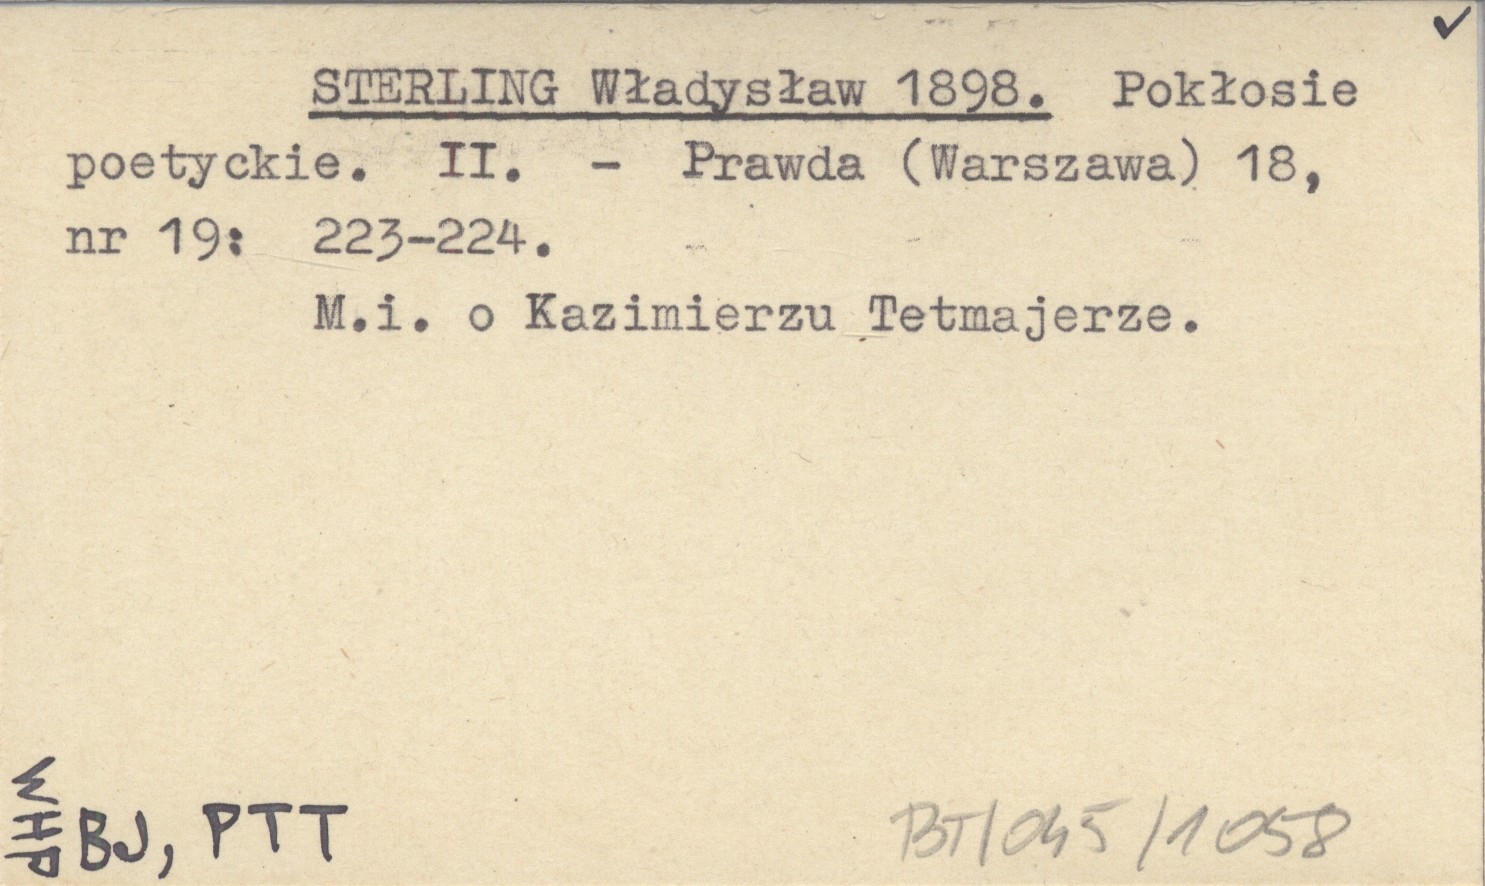 STERLING Władysław 1898. Pokłosie
poetyckie. II. - Prawda (Warszawa) 18,
nr 19: 223-224.
M.i. o Kazimierzu Tetmajerze.
BJ, PTT
BT/045/1058